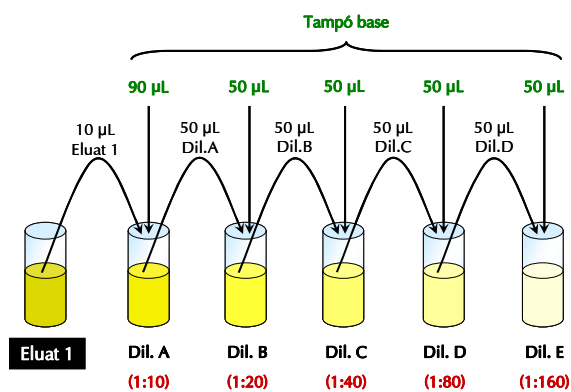 Tampó base
90 µL
50 µL
50 µL
50 µL
50 µL
10 µL
Eluat 1
50 µL
Dil.A
50 µL
Dil.B
50 µL
Dil.C
50 µL
Dil.D
Eluat 1
Dil. A
(1:10)
Dil. B
(1:20)
Dil. C
(1:40)
Dil. D
(1:80)
Dil. E
(1:160)